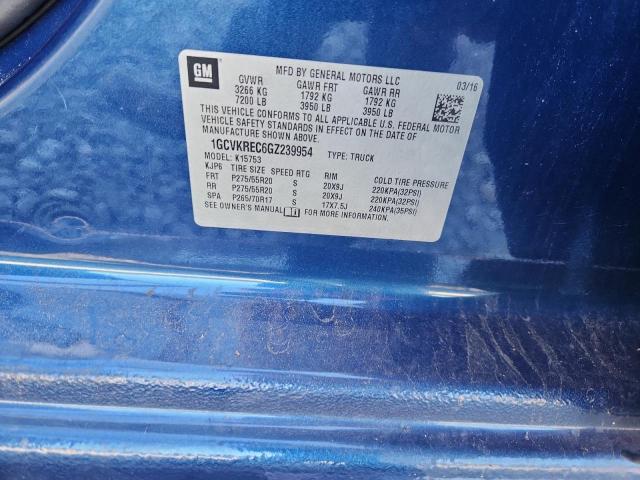 GM
MFD BY GENERAL MOTORS LLC
03/16
GVWR GAWR FRT GAWR RR
3266 KG 1792 KG 1792 KG
7200 LB 3950 LB 3950 LB
THIS VEHICLE CONFORMS TO ALL APPLICABLE U.S. FEDERAL MOTOR
VEHICLE SAFETY STANDARDS IN EFFECT ON THE DATE OF
MANUFACTURE SHOWN ABOVE.
1GCVKREC6GZ239954 TYPE: TRUCK
MODEL: K15753
KJP6 TIRE SIZE SPEED RTG RIM COLD TIRE PRESSURE
FRT P275/55R20 S 20X9J 220KPA(32PSI)
RR P275/55R20 S 20X9J 220KPA(32PSI)
SPA P265/70R17 S 17X7.5J 240KPA(35PSI)
SEE OWNER'S MANUAL FOR MORE INFORMATION.